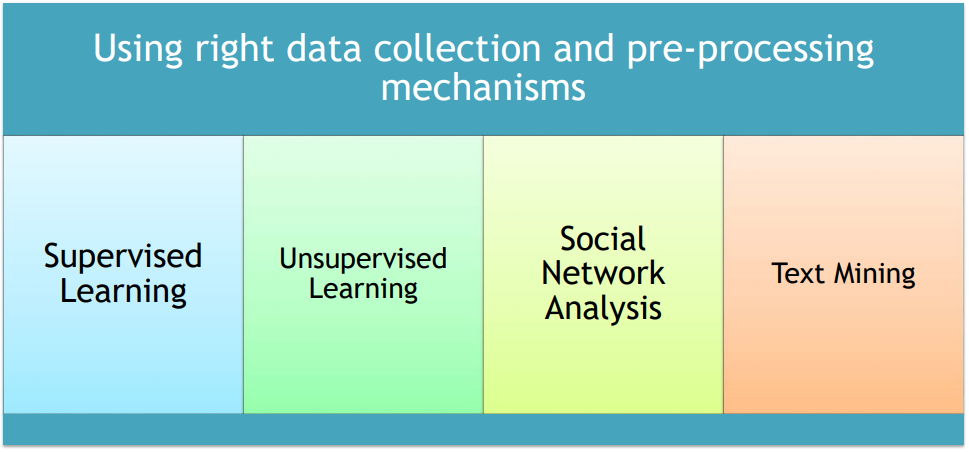 Using right data collection and pre-processing
mechanisms
Supervised
Learning
Unsupervised
Learning
Social
Network
Analysis
Text Mining